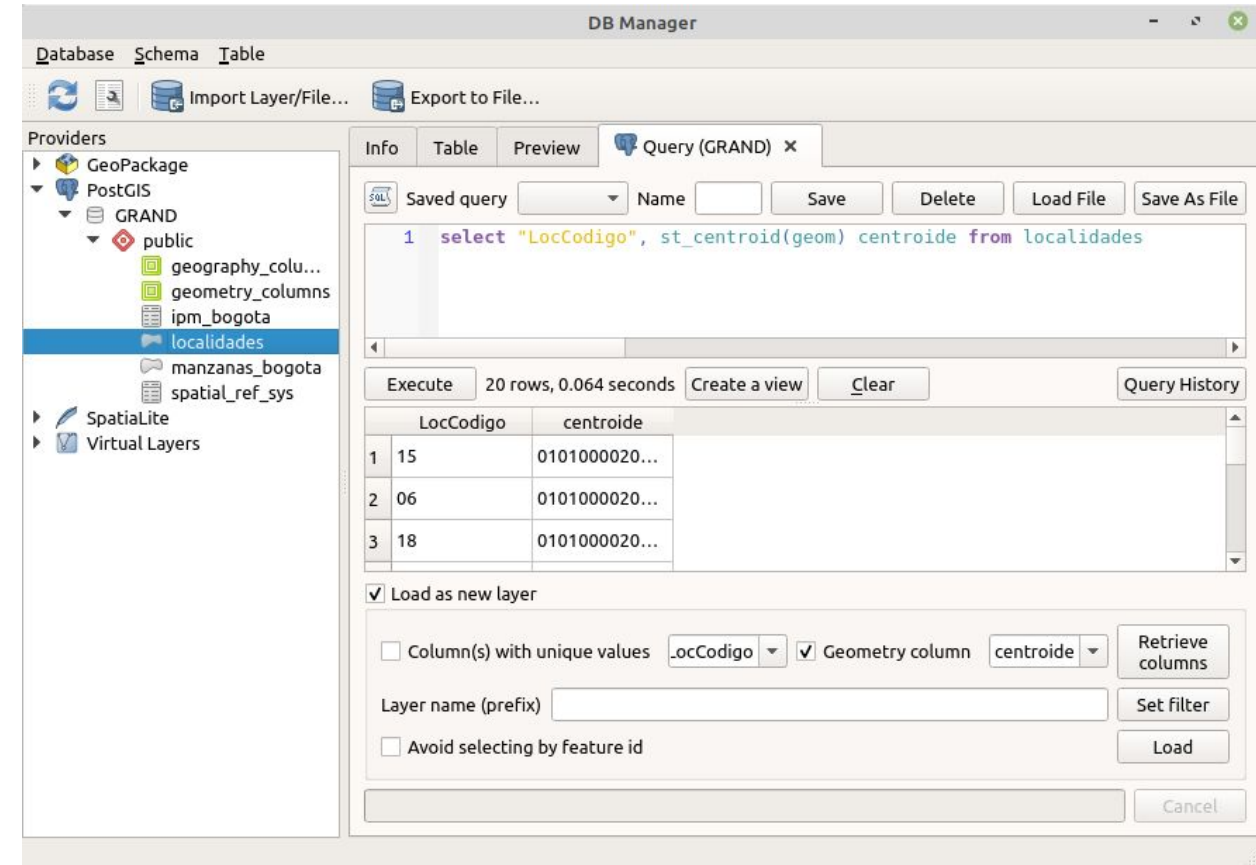 DB Manager
Database Schema Table
Import Layer/File... Export to File...
Providers
GeoPackage
PostGIS
GRAND
public
geography_colu...
geometry_columns
ipm_bogota
localidades
manzanas_bogota
spatial_ref_sys
SpatiaLite
Virtual Layers
Info Table Preview Query (GRAND) ×
SQL Saved query Name Save Delete Load File Save As File
1 select "LocCodigo", st_centroid(geom) centroide from localidades
Execute 20 rows, 0.064 seconds Create a view Clear Query History
LocCodigo centroide
1 15 0101000020...
2 06 0101000020...
3 18 0101000020...
Load as new layer
Column(s) with unique values .ocCodigo Geometry column centroide Retrieve columns
Layer name (prefix) Set filter
Avoid selecting by feature id Load
Cancel